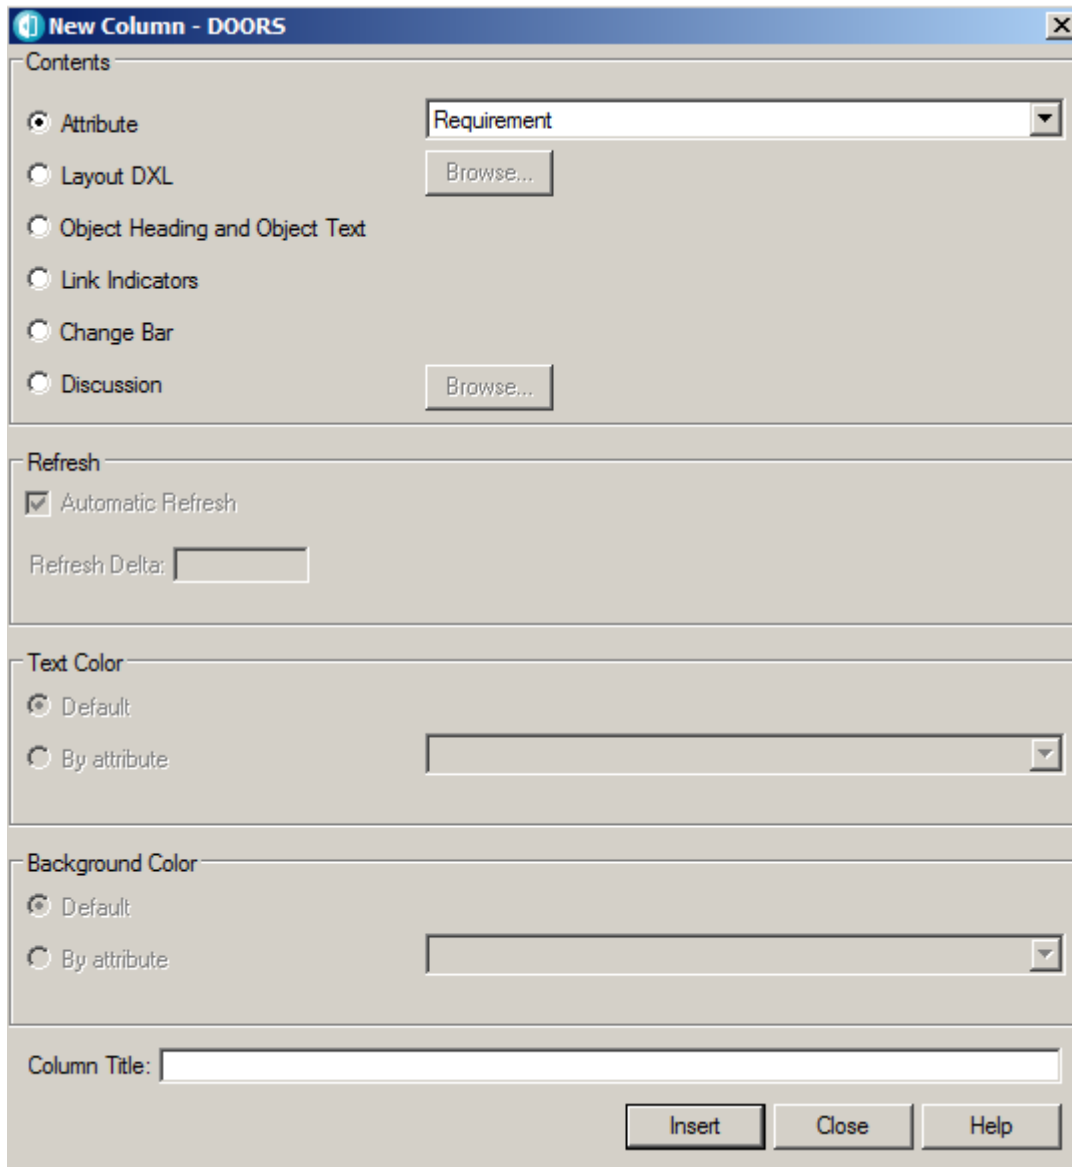 New Column - DOORS
Contents
Attribute
Requirement
Layout DXL
Browse...
Object Heading and Object Text
Link Indicators
Change Bar
Discussion
Browse...
Refresh
Automatic Refresh
Refresh Delta:
Text Color
Default
By attribute
Background Color
Default
By attribute
Column Title:
Insert
Close
Help